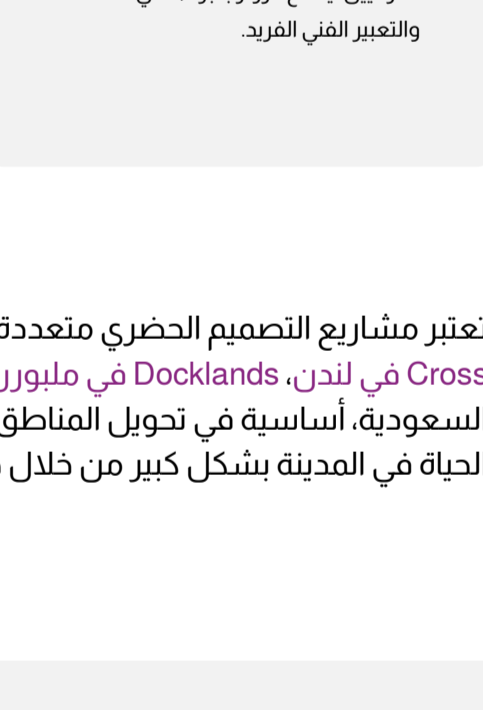 والتعبير الفني الفريد.
تعتبر مشاريع التصميم الحضري متعددة
Cross في لندن، Docklands في ملبورن
السعودية، أساسية في تحويل المناطق
الحياة في المدينة بشكل كبير من خلال